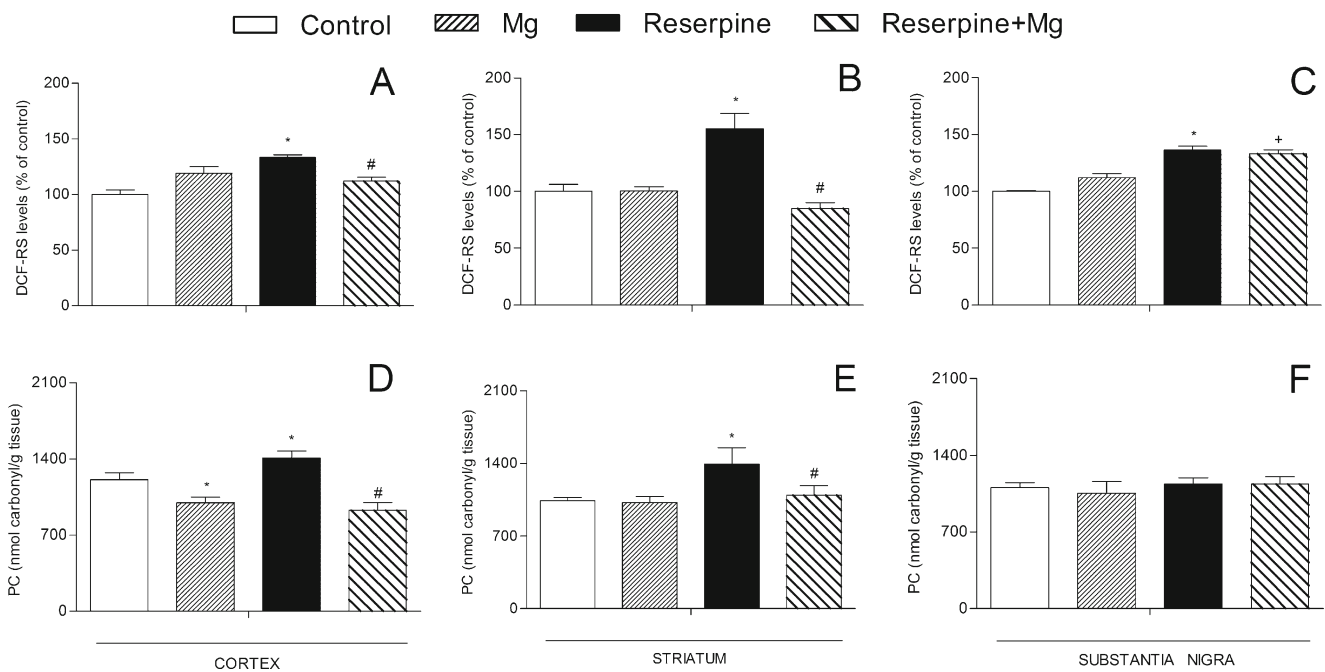 Control Mg Reserpine Reserpine+Mg
A
DCF-RS levels (% of control)
200
150
100
50
0
*
#
B
DCF-RS levels (% of control)
200
150
100
50
0
*
#
C
DCF-RS levels (% of control)
200
150
100
50
0
*
+
D
PC (nmol carbonyl/g tissue)
2100
1400
700
0
*
*
#
CORTEX
E
PC (nmol carbonyl/g tissue)
2100
1400
700
0
*
#
STRIATUM
F
PC (nmol carbonyl/g tissue)
2100
1400
700
0
SUBSTANTIA NIGRA